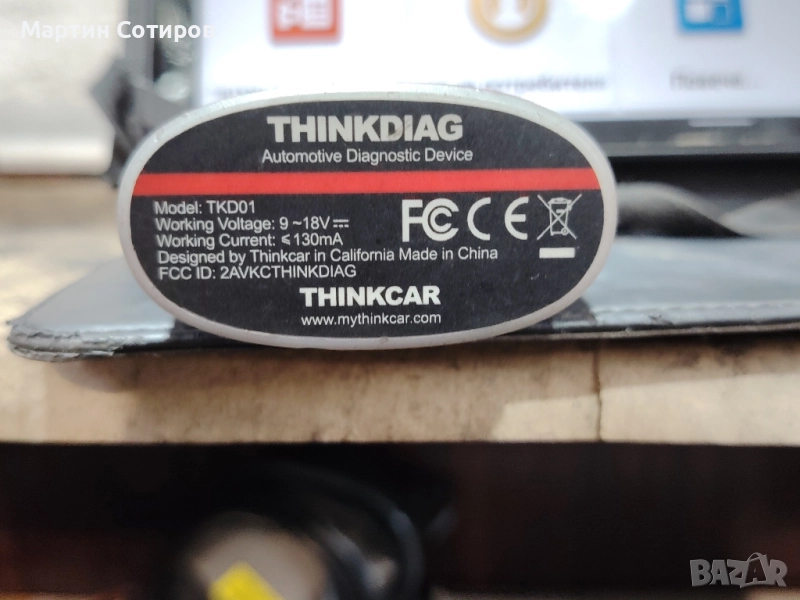 Мартин Сотиров
THINKDIAG
Automotive Diagnostic Device
Model: TKD01
Working Voltage: 9 ~18V⎓
Working Current: ≤130mA
Designed by Thinkcar in California Made in China
FCC ID: 2AVKCTHINKDIAG
FC CE
THINKCAR
www.mythinkcar.com
BAZAR